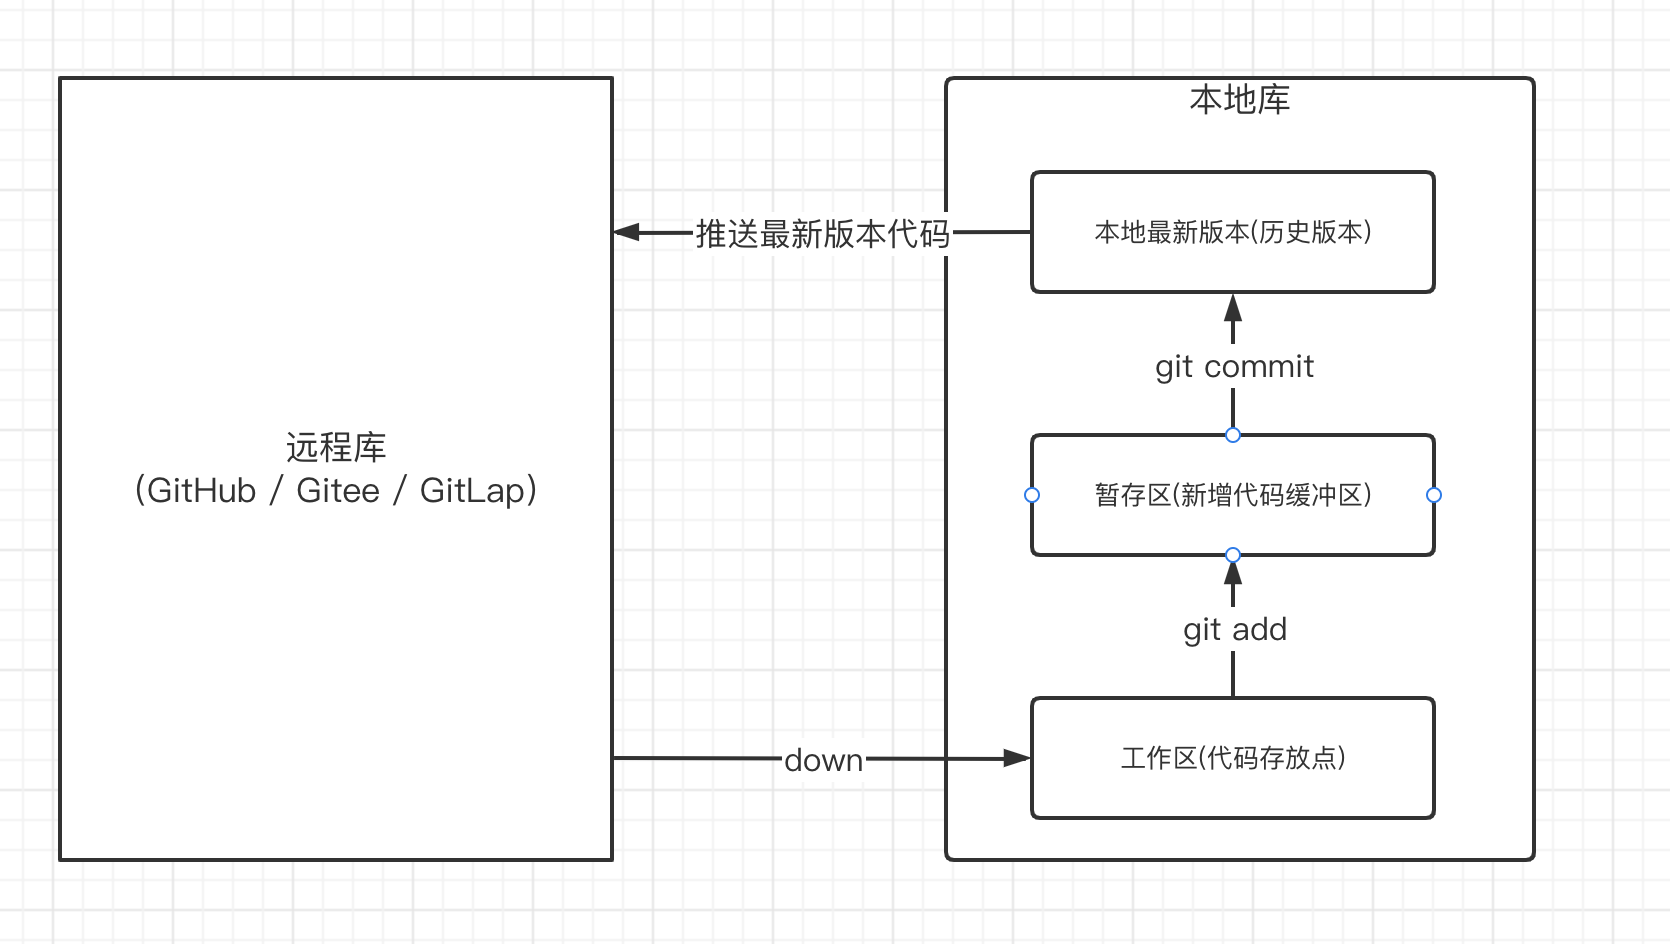 本地库
本地最新版本(历史版本)
推送最新版本代码
git commit
远程库
(GitHub / Gitee / GitLap)
暂存区(新增代码缓冲区)
git add
down
工作区(代码存放点)